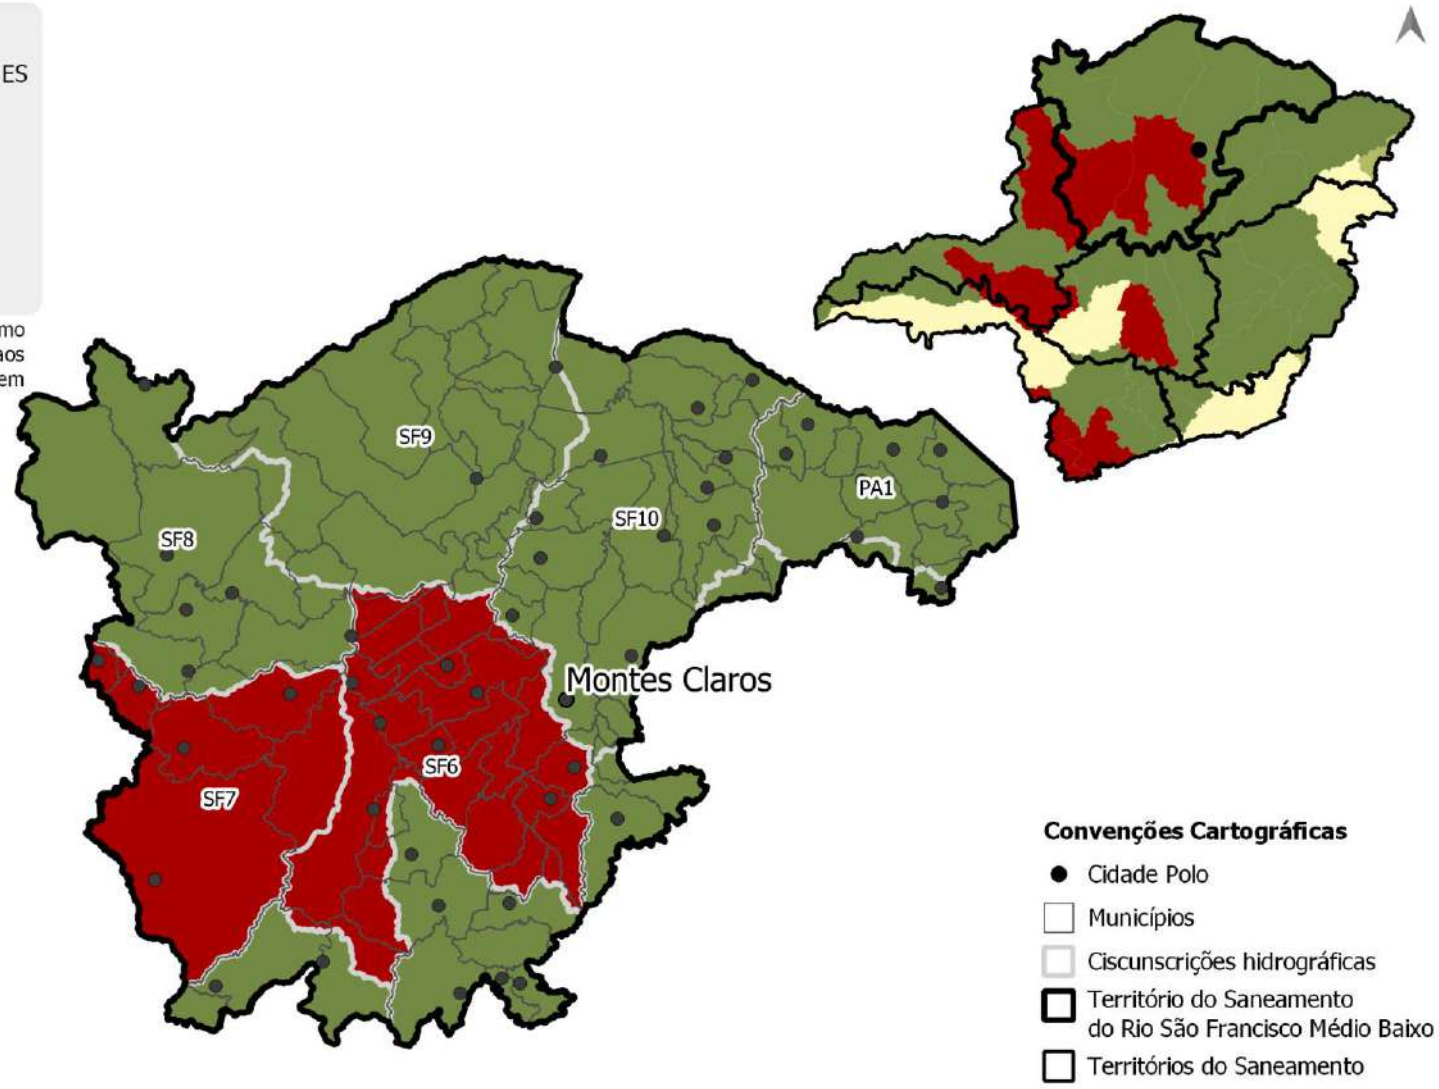 ES
mo
aos
em
SF9
PA1
SF10
SF8
Montes Claros
SF6
SF7
Convenções Cartográficas
Cidade Polo
Municípios
Ciscunscrições hidrográficas
Território do Saneamento
do Rio São Francisco Médio Baixo
Territórios do Saneamento